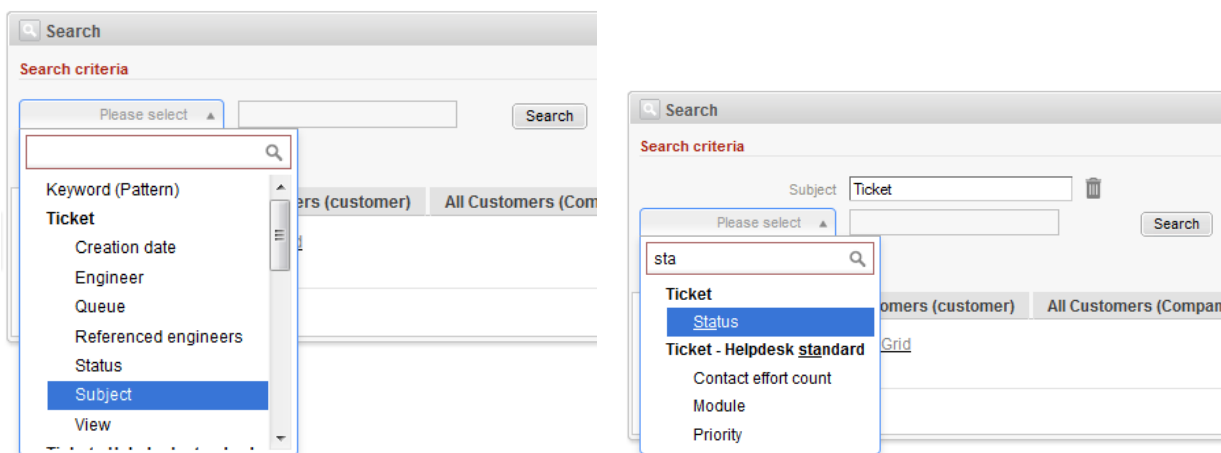 Search
Search criteria
Please select
Search
Keyword (Pattern)
Ticket
ers (customer) All Customers (Com
Creation date
Engineer
Queue
Referenced engineers
Status
Subject
View
Search
Search criteria
Subject Ticket
Please select
Search
sta
Ticket
omers (customer) All Customers (Compan
Status
Ticket - Helpdesk standard
Grid
Contact effort count
Module
Priority